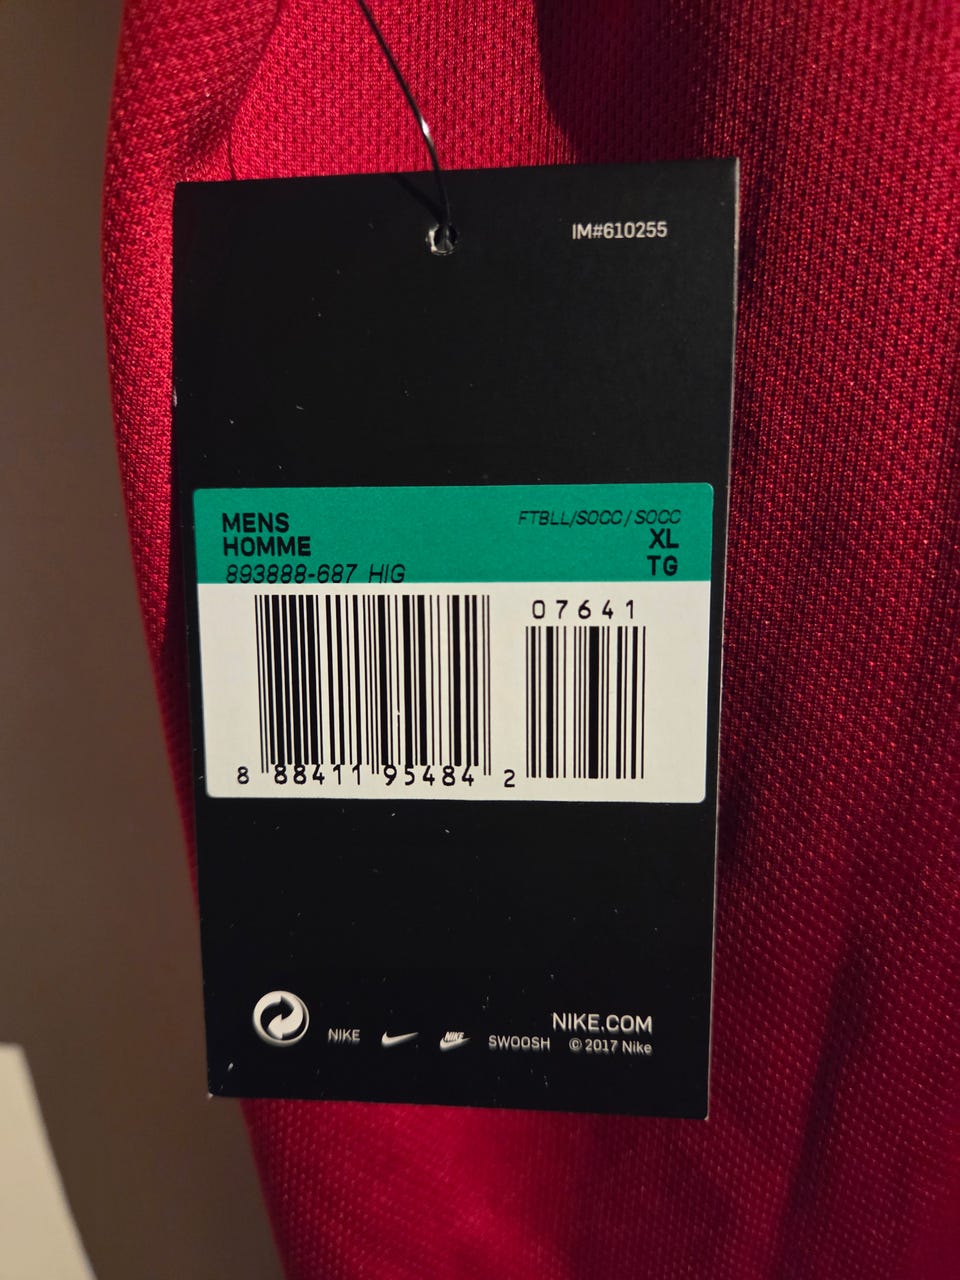 IM#610255
MENS
HOMME
893888-687 HIG
FTBLL/SOCC/SOCC
XL
TG
07641
8 88411 95484 2
NIKE NIKE SWOOSH
NIKE.COM
© 2017 Nike